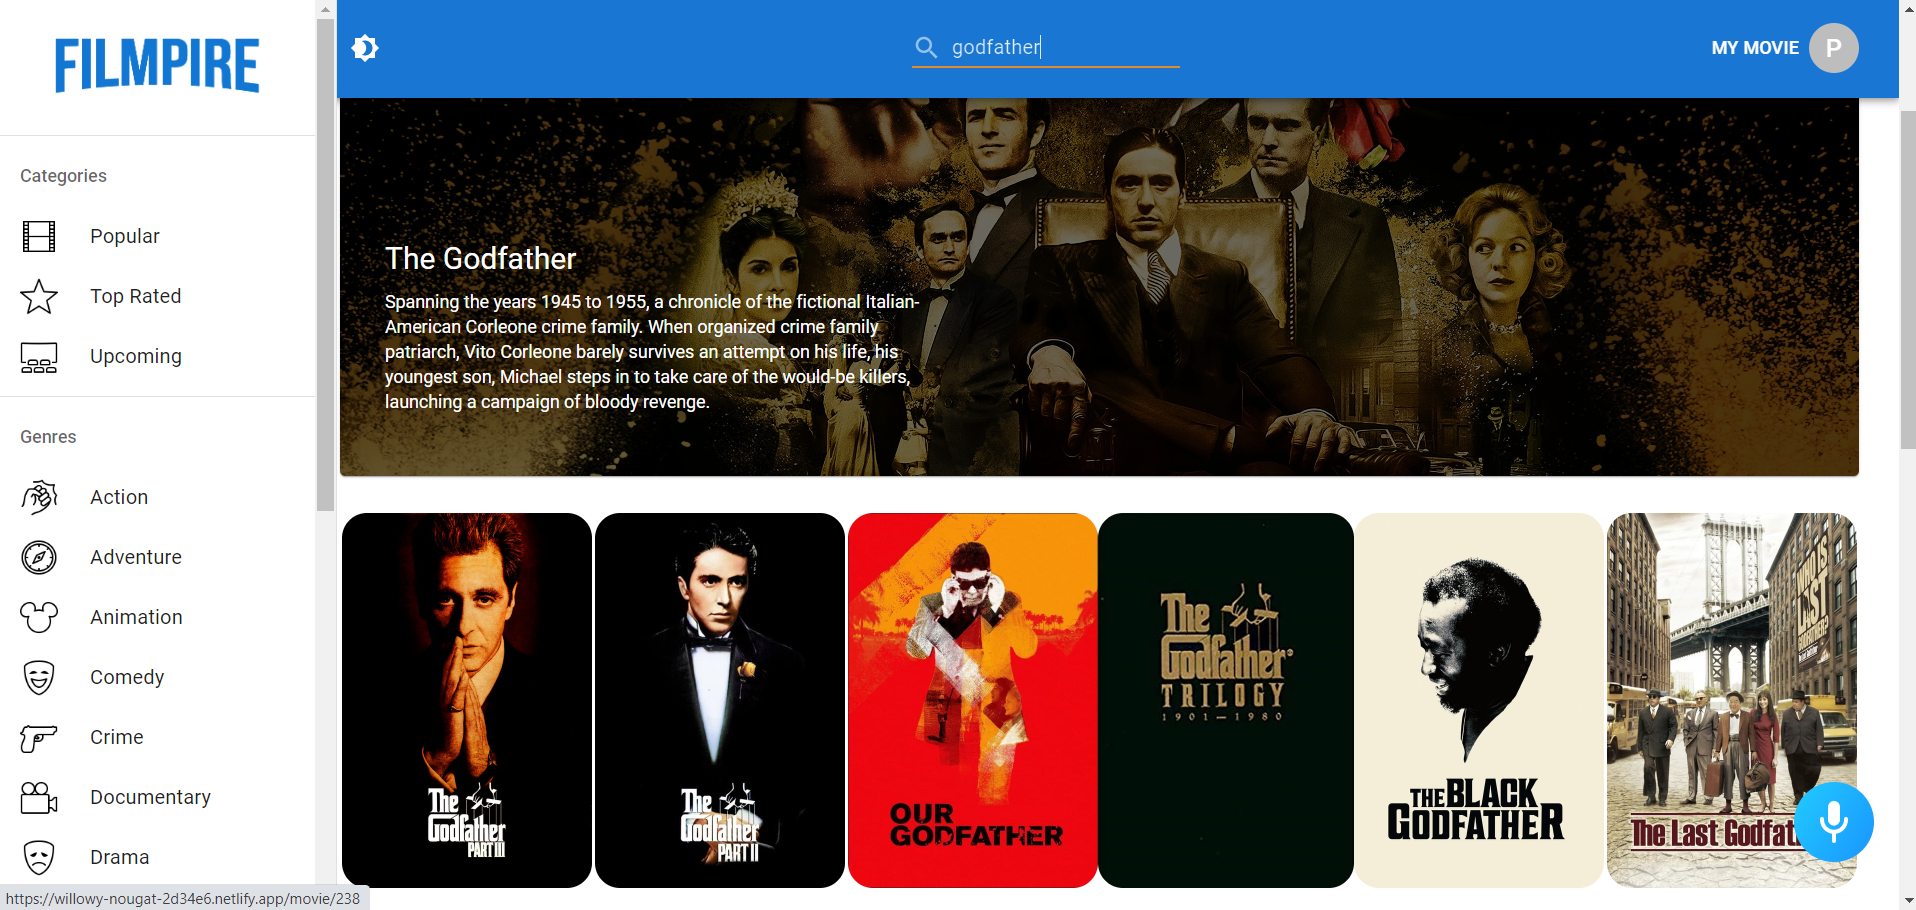 FILMPIRE
godfather
MY MOVIE
P
Categories
Popular
Top Rated
Upcoming
Genres
Action
Adventure
Animation
Comedy
Crime
Documentary
Drama
The Godfather
Spanning the years 1945 to 1955, a chronicle of the fictional Italian-
American Corleone crime family. When organized crime family
patriarch, Vito Corleone barely survives an attempt on his life, his
youngest son, Michael steps in to take care of the would-be killers,
launching a campaign of bloody revenge.
The
Godfather
PART III
The
Godfather
PART II
OUR
GODFATHER
The
Godfather
TRILOGY
1901—1980
THE BLACK
GODFATHER
WHO IS
LAST
GODFATHER?
The Last Godfat
https://willowy-nougat-2d34e6.netlify.app/movie/238